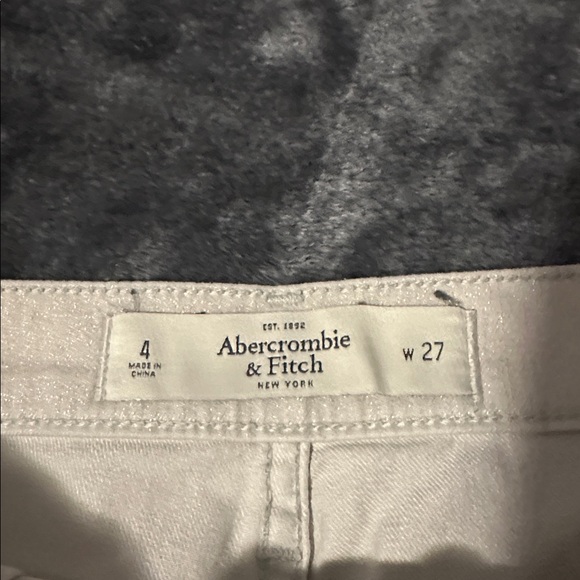 4
MADE IN
CHINA
EST. 1892
Abercrombie
& Fitch
NEW YORK
W 27